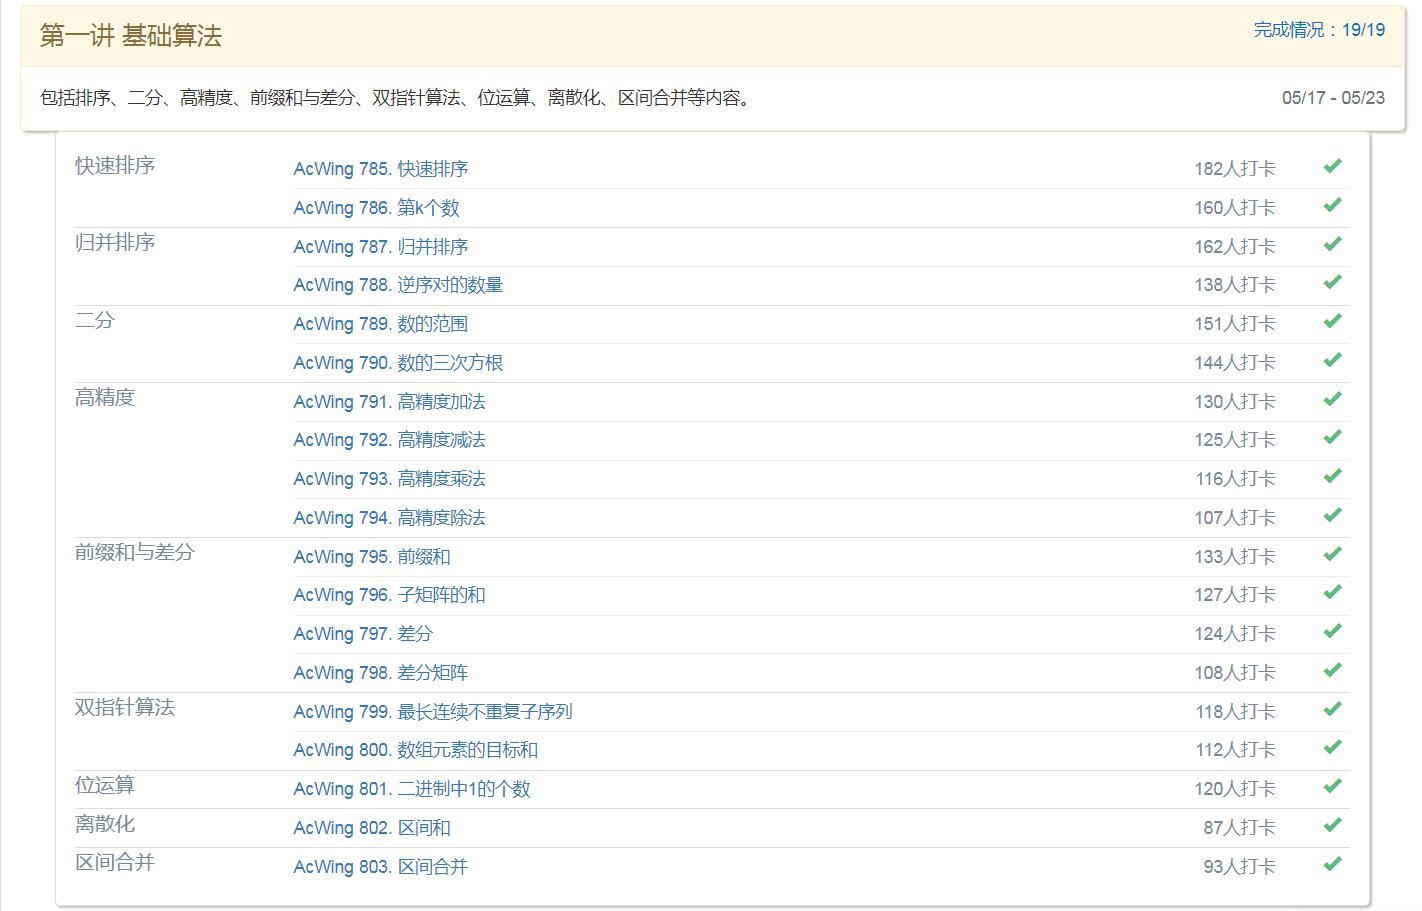 第一讲 基础算法
完成情况：19/19
包括排序、二分、高精度、前缀和与差分、双指针算法、位运算、离散化、区间合并等内容。
05/17 - 05/23
快速排序 AcWing 785. 快速排序 182人打卡
AcWing 786. 第k个数 160人打卡
归并排序 AcWing 787. 归并排序 162人打卡
AcWing 788. 逆序对的数量 138人打卡
二分 AcWing 789. 数的范围 151人打卡
AcWing 790. 数的三次方根 144人打卡
高精度 AcWing 791. 高精度加法 130人打卡
AcWing 792. 高精度减法 125人打卡
AcWing 793. 高精度乘法 116人打卡
AcWing 794. 高精度除法 107人打卡
前缀和与差分 AcWing 795. 前缀和 133人打卡
AcWing 796. 子矩阵的和 127人打卡
AcWing 797. 差分 124人打卡
AcWing 798. 差分矩阵 108人打卡
双指针算法 AcWing 799. 最长连续不重复子序列 118人打卡
AcWing 800. 数组元素的目标和 112人打卡
位运算 AcWing 801. 二进制中1的个数 120人打卡
离散化 AcWing 802. 区间和 87人打卡
区间合并 AcWing 803. 区间合并 93人打卡